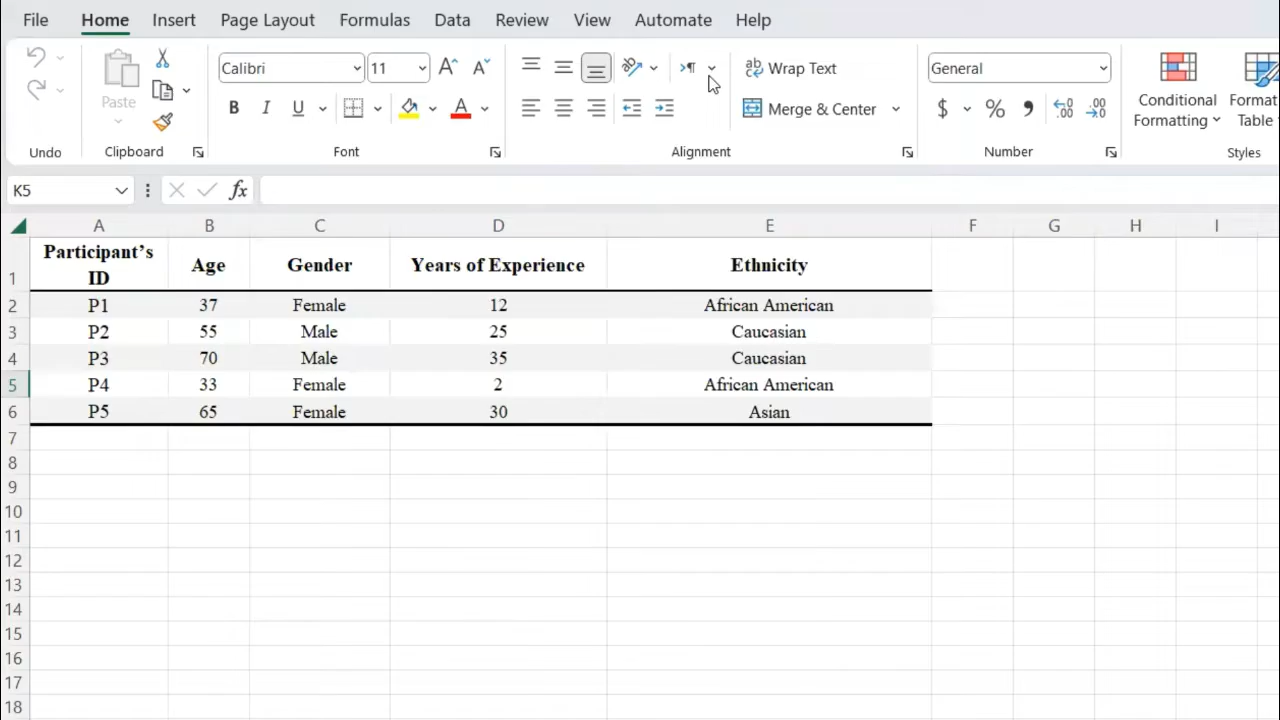 File Home Insert Page Layout Formulas Data Review View Automate Help
Calibri 11 A^ Aˇ ab Wrap Text General
Paste B I U A Merge & Center $ % , Conditional Formatting Format Table
Undo Clipboard Font Alignment Number Styles
K5 fx
A B C D E F G H I
1 Participant’s ID Age Gender Years of Experience Ethnicity
2 P1 37 Female 12 African American
3 P2 55 Male 25 Caucasian
4 P3 70 Male 35 Caucasian
5 P4 33 Female 2 African American
6 P5 65 Female 30 Asian
7
8
9
10
11
12
13
14
15
16
17
18